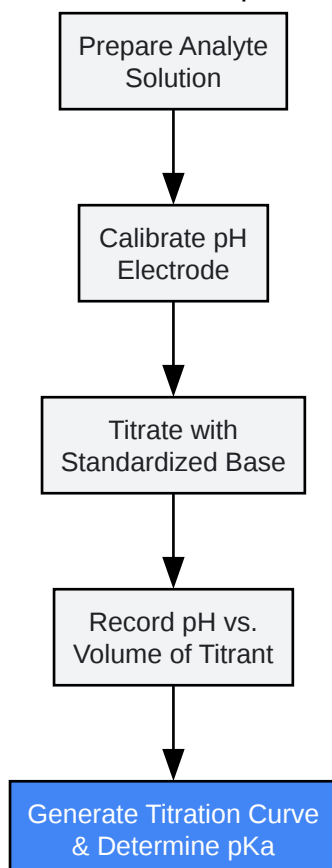 Prepare Analyte
Solution
Calibrate pH
Electrode
Titrate with
Standardized Base
Record pH vs.
Volume of Titrant
Generate Titration Curve
& Determine pKa